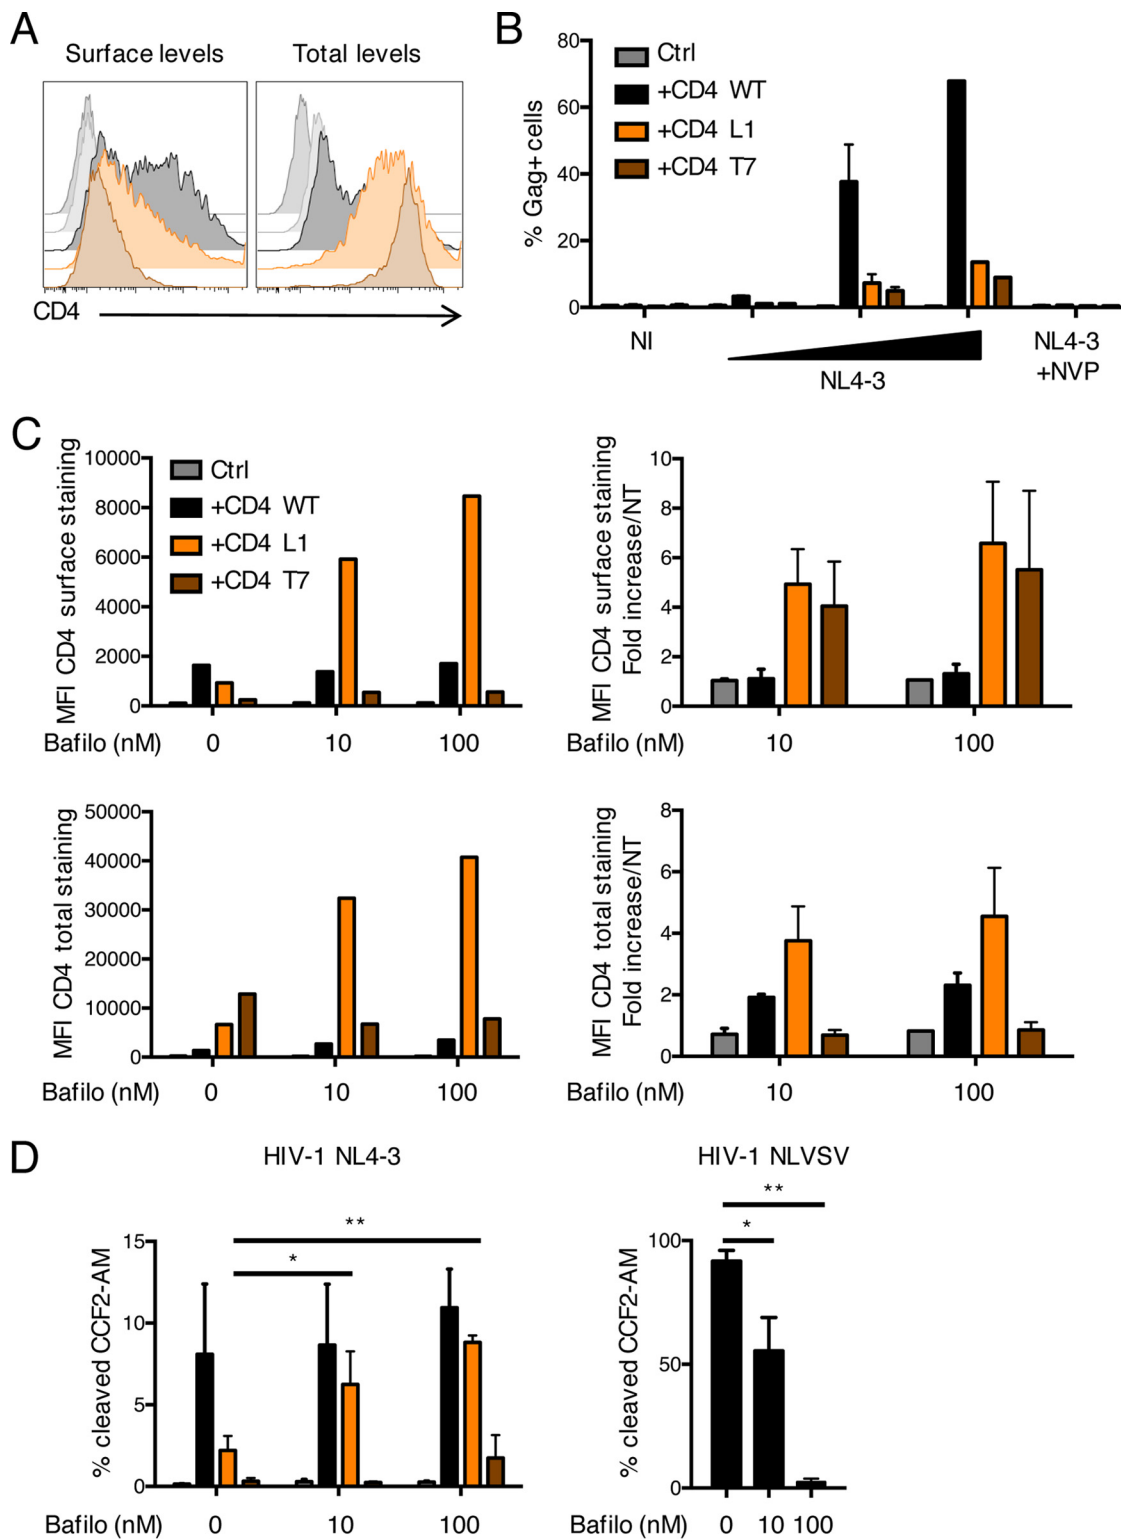 A
Surface levels
Total levels
CD4
B
% Gag+ cells
80
60
40
20
0
Ctrl
+CD4 WT
+CD4 L1
+CD4 T7
NI
NL4-3
NL4-3
+NVP
C
MFI CD4 surface staining
10000
8000
6000
4000
2000
0
Ctrl
+CD4 WT
+CD4 L1
+CD4 T7
Bafilo (nM) 0 10 100
MFI CD4 surface staining
Fold increase/NT
10
8
6
4
2
0
Bafilo (nM) 10 100
MFI CD4 total staining
50000
40000
30000
20000
10000
0
Bafilo (nM) 0 10 100
MFI CD4 total staining
Fold increase/NT
8
6
4
2
0
Bafilo (nM) 10 100
D
HIV-1 NL4-3
% cleaved CCF2-AM
15
10
5
0
**
*
Bafilo (nM) 0 10 100
HIV-1 NLVSV
% cleaved CCF2-AM
100
50
0
**
*
Bafilo (nM) 0 10 100